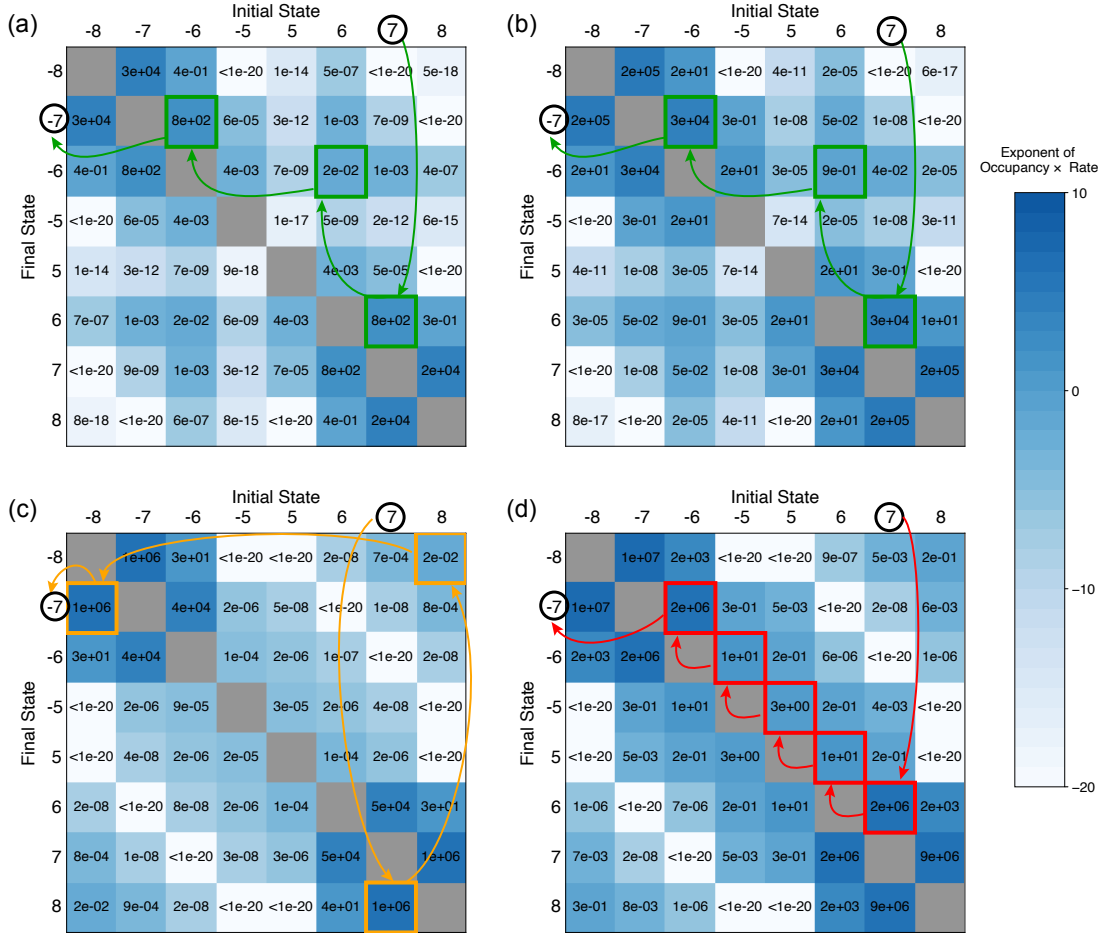 (a) Initial State
-8 -7 -6 -5 5 6 7 8
Final State
-8 3e+04 4e-01 <1e-20 1e-14 5e-07 <1e-20 5e-18
-7 3e+04 8e+02 6e-05 3e-12 1e-03 7e-09 <1e-20
-6 4e-01 8e+02 4e-03 7e-09 2e-02 1e-03 4e-07
-5 <1e-20 6e-05 4e-03 1e-17 5e-09 2e-12 6e-15
5 1e-14 3e-12 7e-09 9e-18 4e-03 5e-05 <1e-20
6 7e-07 1e-03 2e-02 6e-09 4e-03 8e+02 3e-01
7 <1e-20 9e-09 1e-03 3e-12 7e-05 8e+02 2e+04
8 8e-18 <1e-20 6e-07 8e-15 <1e-20 4e-01 2e+04
(b) Initial State
-8 -7 -6 -5 5 6 7 8
Final State
-8 2e+05 2e+01 <1e-20 4e-11 2e-05 <1e-20 6e-17
-7 2e+05 3e+04 3e-01 1e-08 5e-02 1e-08 <1e-20
-6 2e+01 3e+04 2e+01 3e-05 9e-01 4e-02 2e-05
-5 <1e-20 3e-01 2e+01 7e-14 2e-05 1e-08 3e-11
5 4e-11 1e-08 3e-05 7e-14 2e+01 3e-01 <1e-20
6 3e-05 5e-02 9e-01 3e-05 2e+01 3e+04 1e+01
7 <1e-20 1e-08 5e-02 1e-08 3e-01 3e+04 2e+05
8 8e-17 <1e-20 2e-05 4e-11 <1e-20 2e+01 2e+05
Exponent of
Occupancy × Rate
10
0
−10
−20
(c) Initial State
-8 -7 -6 -5 5 6 7 8
Final State
-8 1e+06 3e+01 <1e-20 <1e-20 2e-08 7e-04 2e-02
-7 1e+06 4e+04 2e-06 5e-08 <1e-20 1e-08 8e-04
-6 3e+01 4e+04 1e-04 2e-06 1e-07 <1e-20 2e-08
-5 <1e-20 2e-06 9e-05 3e-05 2e-06 4e-08 <1e-20
5 <1e-20 4e-08 2e-06 2e-05 1e-04 2e-06 <1e-20
6 2e-08 <1e-20 8e-08 2e-06 1e-04 5e+04 3e+01
7 8e-04 1e-08 <1e-20 3e-08 3e-06 5e+04 1e+06
8 2e-02 9e-04 2e-08 <1e-20 <1e-20 4e+01 1e+06
(d) Initial State
-8 -7 -6 -5 5 6 7 8
Final State
-8 1e+07 2e+03 <1e-20 <1e-20 9e-07 5e-03 2e-01
-7 1e+07 2e+06 3e-01 5e-03 <1e-20 2e-08 6e-03
-6 2e+03 2e+06 1e+01 2e-01 6e-06 <1e-20 1e-06
-5 <1e-20 3e-01 1e+01 3e+00 2e-01 4e-03 <1e-20
5 <1e-20 5e-03 2e-01 3e+00 1e+01 2e-01 <1e-20
6 1e-06 <1e-20 7e-06 2e-01 1e+01 2e+06 2e+03
7 7e-03 2e-08 <1e-20 5e-03 3e-01 2e+06 9e+06
8 3e-01 8e-03 1e-06 <1e-20 <1e-20 2e+03 9e+06